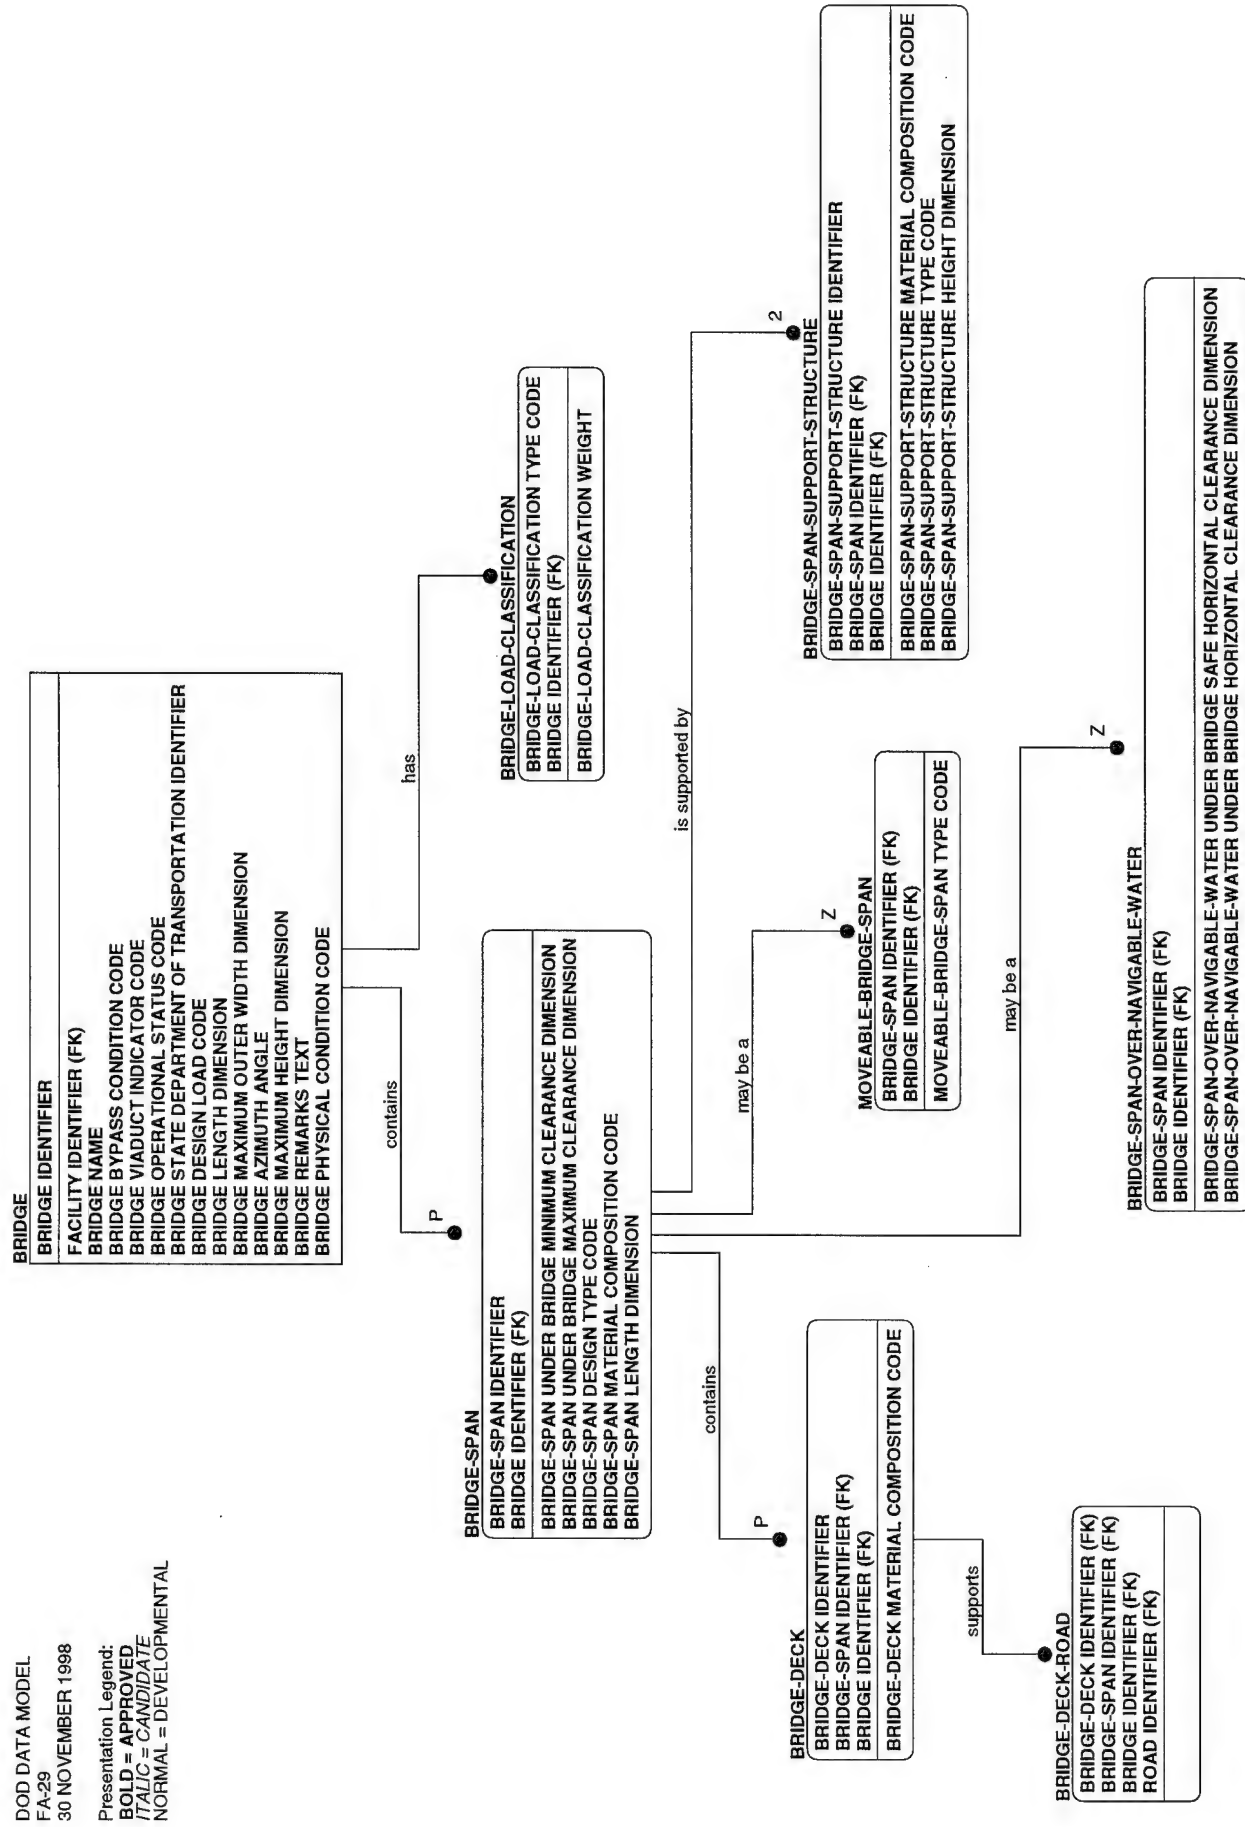 DOD DATA MODEL
FA-29
30 NOVEMBER 1998
Presentation Legend:
BOLD = APPROVED
ITALIC = CANDIDATE
NORMAL = DEVELOPMENTAL
BRIDGE
BRIDGE IDENTIFIER
FACILITY IDENTIFIER (FK)
BRIDGE NAME
BRIDGE BYPASS CONDITION CODE
BRIDGE VIADUCT INDICATOR CODE
BRIDGE OPERATIONAL STATUS CODE
BRIDGE STATE DEPARTMENT OF TRANSPORTATION IDENTIFIER
BRIDGE DESIGN LOAD CODE
BRIDGE LENGTH DIMENSION
BRIDGE MAXIMUM OUTER WIDTH DIMENSION
BRIDGE AZIMUTH ANGLE
BRIDGE MAXIMUM HEIGHT DIMENSION
BRIDGE REMARKS TEXT
BRIDGE PHYSICAL CONDITION CODE
contains
P
has
BRIDGE-LOAD-CLASSIFICATION
BRIDGE-LOAD-CLASSIFICATION TYPE CODE
BRIDGE IDENTIFIER (FK)
BRIDGE-LOAD-CLASSIFICATION WEIGHT
BRIDGE-SPAN
BRIDGE-SPAN IDENTIFIER
BRIDGE IDENTIFIER (FK)
BRIDGE-SPAN UNDER BRIDGE MINIMUM CLEARANCE DIMENSION
BRIDGE-SPAN UNDER BRIDGE MAXIMUM CLEARANCE DIMENSION
BRIDGE-SPAN DESIGN TYPE CODE
BRIDGE-SPAN MATERIAL COMPOSITION CODE
BRIDGE-SPAN LENGTH DIMENSION
contains
P
may be a
Z
is supported by
2
may be a
Z
BRIDGE-DECK
BRIDGE-DECK IDENTIFIER
BRIDGE-SPAN IDENTIFIER (FK)
BRIDGE IDENTIFIER (FK)
BRIDGE-DECK MATERIAL COMPOSITION CODE
MOVEABLE-BRIDGE-SPAN
BRIDGE-SPAN IDENTIFIER (FK)
BRIDGE IDENTIFIER (FK)
MOVEABLE-BRIDGE-SPAN TYPE CODE
BRIDGE-SPAN-SUPPORT-STRUCTURE
BRIDGE-SPAN-SUPPORT-STRUCTURE IDENTIFIER
BRIDGE-SPAN IDENTIFIER (FK)
BRIDGE IDENTIFIER (FK)
BRIDGE-SPAN-SUPPORT-STRUCTURE MATERIAL COMPOSITION CODE
BRIDGE-SPAN-SUPPORT-STRUCTURE TYPE CODE
BRIDGE-SPAN-SUPPORT-STRUCTURE HEIGHT DIMENSION
supports
BRIDGE-DECK-ROAD
BRIDGE-DECK IDENTIFIER (FK)
BRIDGE-SPAN IDENTIFIER (FK)
BRIDGE IDENTIFIER (FK)
ROAD IDENTIFIER (FK)
BRIDGE-SPAN-OVER-NAVIGABLE-WATER
BRIDGE-SPAN IDENTIFIER (FK)
BRIDGE IDENTIFIER (FK)
BRIDGE-SPAN-OVER-NAVIGABLE-WATER UNDER BRIDGE SAFE HORIZONTAL CLEARANCE DIMENSION
BRIDGE-SPAN-OVER-NAVIGABLE-WATER UNDER BRIDGE HORIZONTAL CLEARANCE DIMENSION